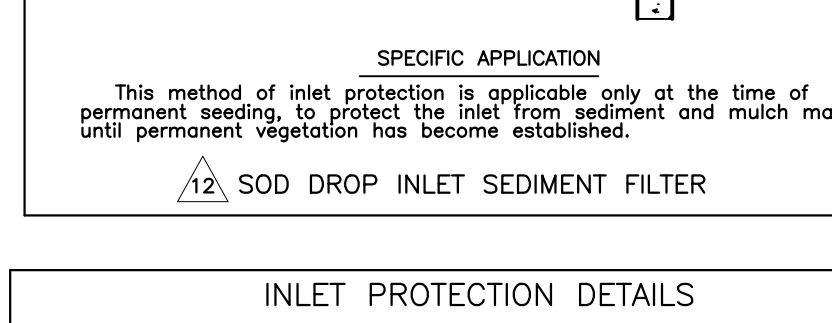 SPECIFIC APPLICATION
This method of inlet protection is applicable only at the time of
permanent seeding, to protect the inlet from sediment and mulch
until permanent vegetation has become established.
12 SOD DROP INLET SEDIMENT FILTER
INLET PROTECTION DETAILS